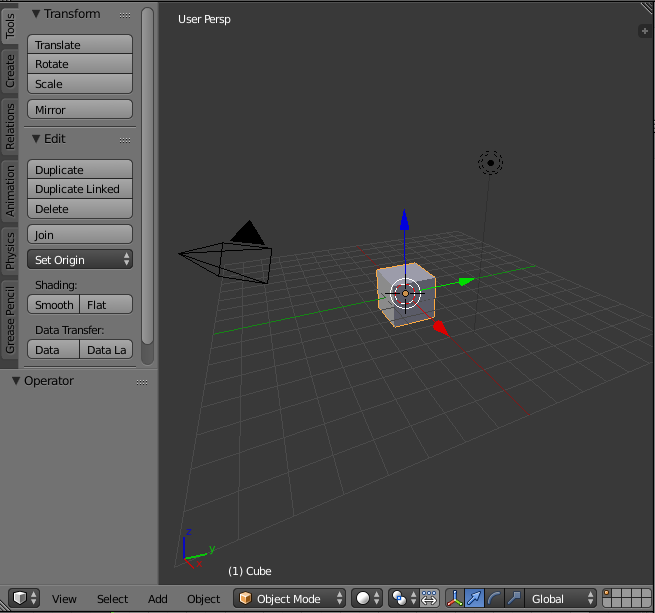 Tools
Create
Relations
Animation
Physics
Grease Pencil
Transform
Translate
Rotate
Scale
Mirror
Edit
Duplicate
Duplicate Linked
Delete
Join
Set Origin
Shading:
Smooth Flat
Data Transfer:
Data Data La
Operator
User Persp
z
y
x
(1) Cube
View Select Add Object Object Mode Global